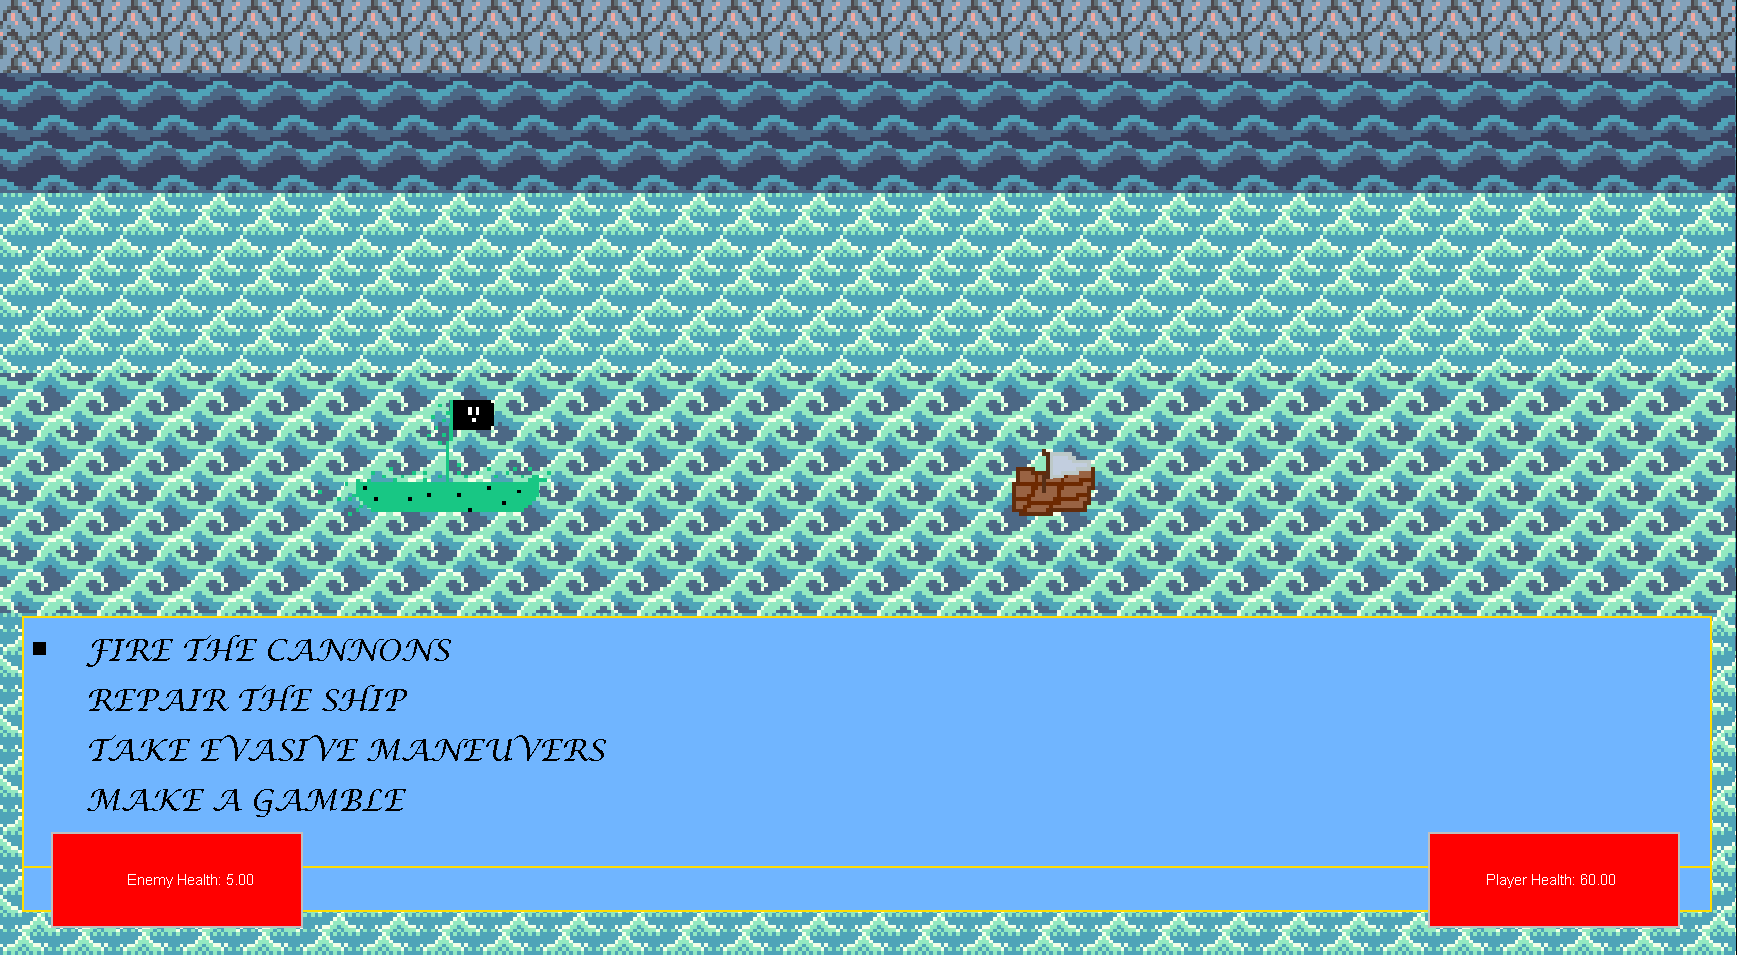 FIRE THE CANNONS
REPAIR THE SHIP
TAKE EVASIVE MANEUVERS
MAKE A GAMBLE
Enemy Health: 5.00
Player Health: 60.00